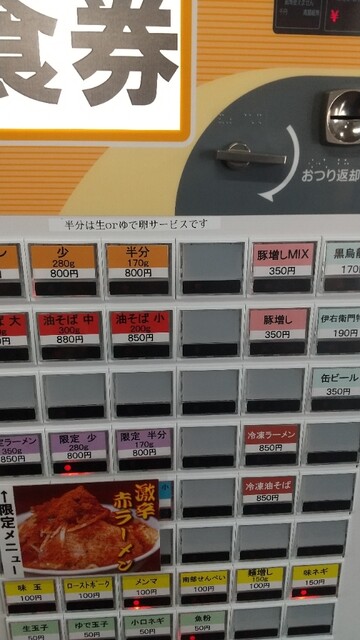 食券
¥
おつり返却
半分は生orゆで卵サービスです
ン
少
280g
800円
半分
170g
800円
豚増しMIX
350円
黒烏龍
170円
ば 大
油そば 中
300g
880円
油そば 小
200g
850円
豚増し
350円
伊右衛門
190円
缶ビール
350円
定ラーメン
350g
850円
限定 少
280g
800円
限定 半分
170g
800円
冷凍ラーメン
850円
冷凍油そば
850円
↑限定メニュー
激辛
赤ラーメン
小
味 玉
100円
ローストポーク
100円
メンマ
100円
南部せんべい
100円
麺増し
150g
100円
味ネギ
150円
生玉子
50円
ゆで玉子
50円
小口ネギ
50円
魚粉
50円